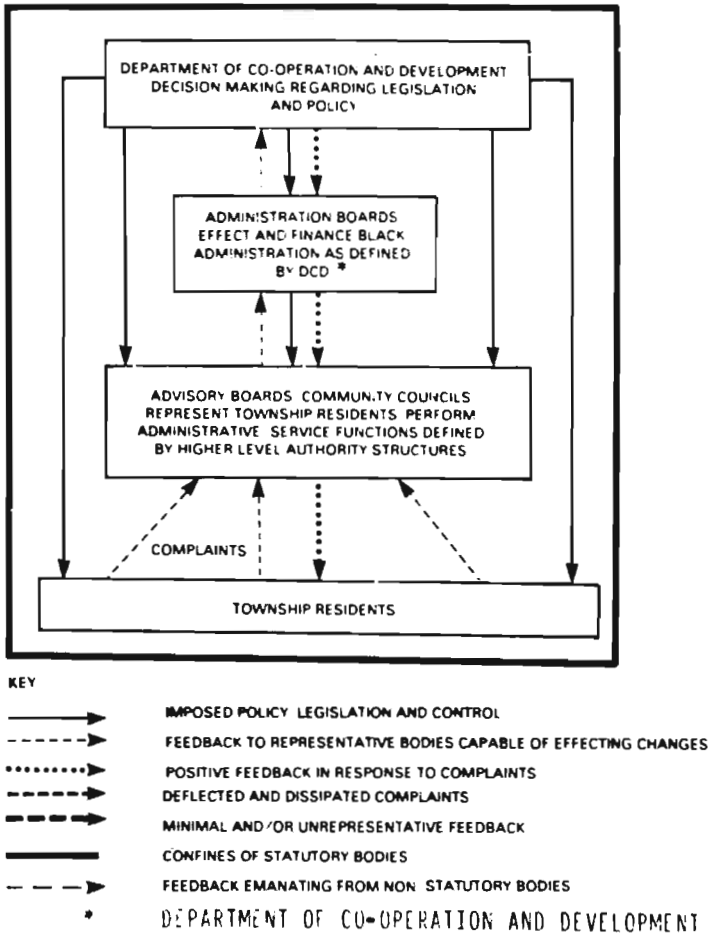 DEPARTMENT OF CO-OPERATION AND DEVELOPMENT
DECISION MAKING REGARDING LEGISLATION
AND POLICY
ADMINISTRATION BOARDS
EFFECT AND FINANCE BLACK
ADMINISTRATION AS DEFINED
BY DCD *
ADVISORY BOARDS COMMUNITY COUNCILS
REPRESENT TOWNSHIP RESIDENTS PERFORM
ADMINISTRATIVE SERVICE FUNCTIONS DEFINED
BY HIGHER LEVEL AUTHORITY STRUCTURES
COMPLAINTS
TOWNSHIP RESIDENTS
KEY
IMPOSED POLICY LEGISLATION AND CONTROL
FEEDBACK TO REPRESENTATIVE BODIES CAPABLE OF EFFECTING CHANGES
POSITIVE FEEDBACK IN RESPONSE TO COMPLAINTS
DEFLECTED AND DISSIPATED COMPLAINTS
MINIMAL AND/OR UNREPRESENTATIVE FEEDBACK
CONFINES OF STATUTORY BODIES
FEEDBACK EMANATING FROM NON STATUTORY BODIES
* DEPARTMENT OF CO-OPERATION AND DEVELOPMENT